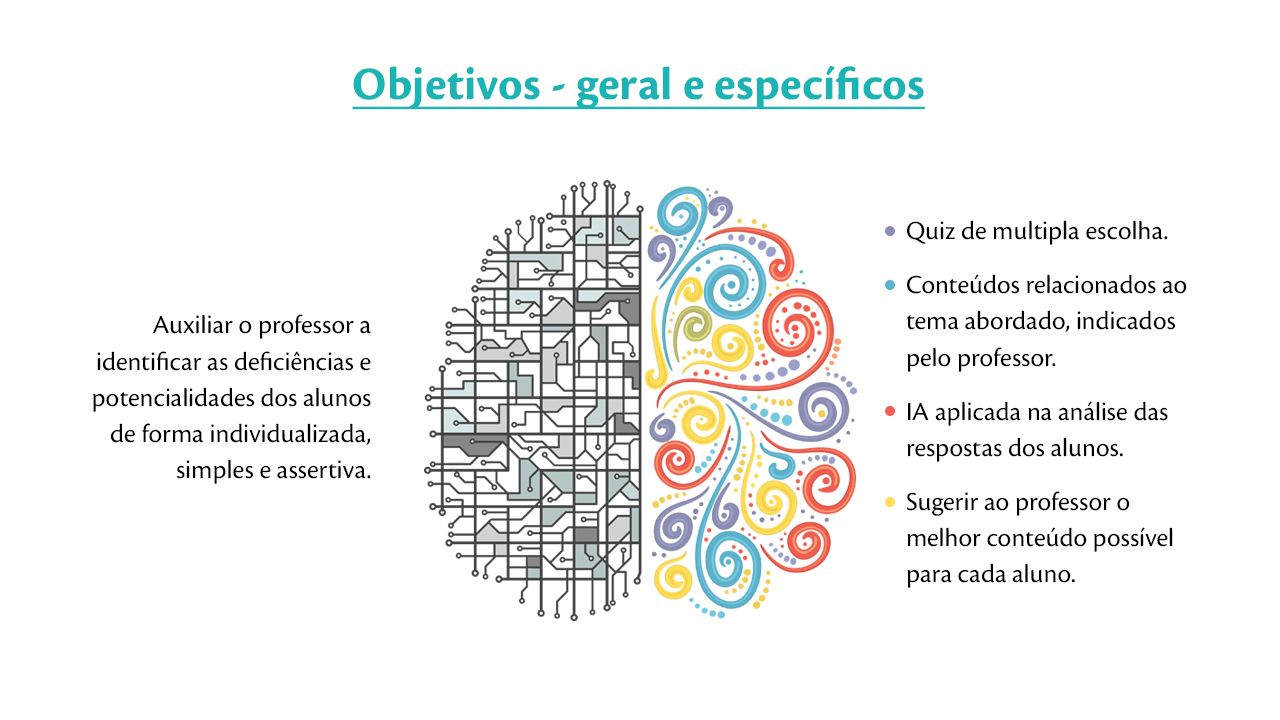 Objetivos - geral e específicos
Auxiliar o professor a
identificar as deficiências e
potencialidades dos alunos
de forma individualizada,
simples e assertiva.
Quiz de multipla escolha.
Conteúdos relacionados ao
tema abordado, indicados
pelo professor.
IA aplicada na análise das
respostas dos alunos.
Sugerir ao professor o
melhor conteúdo possível
para cada aluno.